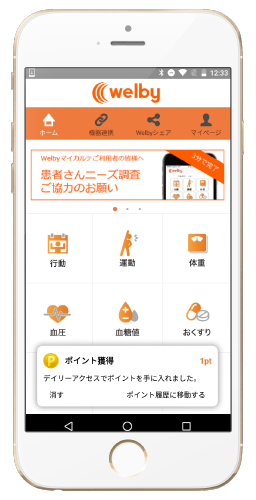 12:33
welby
ホーム
機器連携
Welbyシェア
マイページ
Welbyマイカルテご利用者の皆様へ
3分で完了
患者さんニーズ調査
ご協力のお願い
行動
運動
体重
血圧
血糖値
おくすり
P ポイント獲得 1pt
デイリーアクセスでポイントを手に入れました。
消す ポイント履歴に移動する